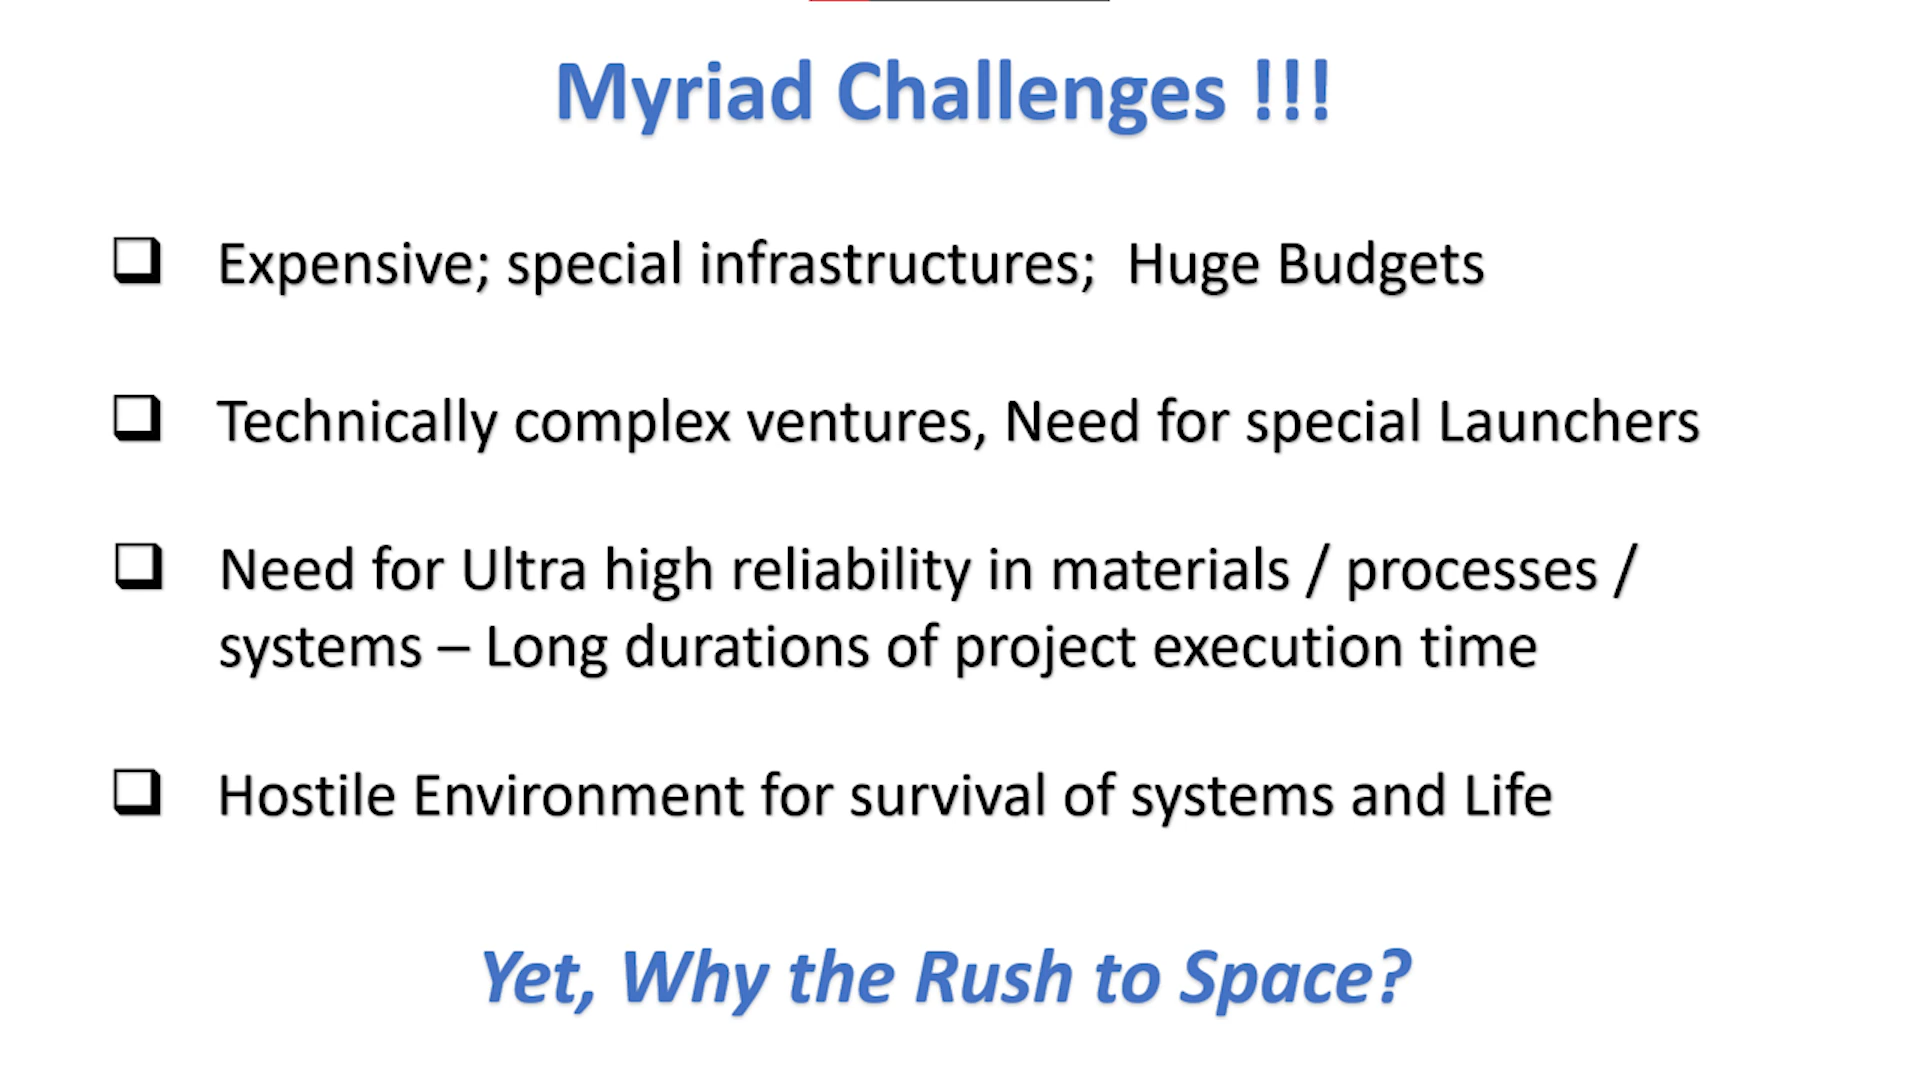 Myriad Challenges !!!
Expensive; special infrastructures;  Huge Budgets
Technically complex ventures, Need for special Launchers
Need for Ultra high reliability in materials / processes /
systems – Long durations of project execution time
Hostile Environment for survival of systems and Life
Yet, Why the Rush to Space?